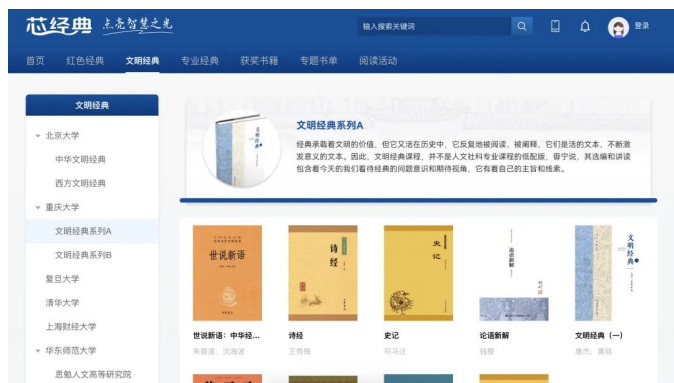 芯经典 点亮智慧之光
输入搜索关键词
登录
首页 红色经典 文明经典 专业经典 获奖书籍 专题书单 阅读活动
文明经典
北京大学
中华文明经典
西方文明经典
重庆大学
文明经典系列A
文明经典系列B
复旦大学
清华大学
上海财经大学
华东师范大学
思勉人文高等研究院
文明经典
文明经典系列A
经典承载着文明的价值，但它又活在历史中，它反复地被阅读、被阐释，它们是活的文本、不断激
发意义的文本。因此，文明经典课程，并不是人文社科专业课程的低配版，毋宁说，其选编和讲读
包含着今天的我们看待经典的问题意识和期待视角，它有着自己的主旨和线索。
世说新语
诗经
史记
论语新解
文明经典
世说新语：中华经...
朱碧莲，沈海波
诗经
王秀梅
史记
司马迁
论语新解
钱穆
文明经典（一）
唐杰，黄铭